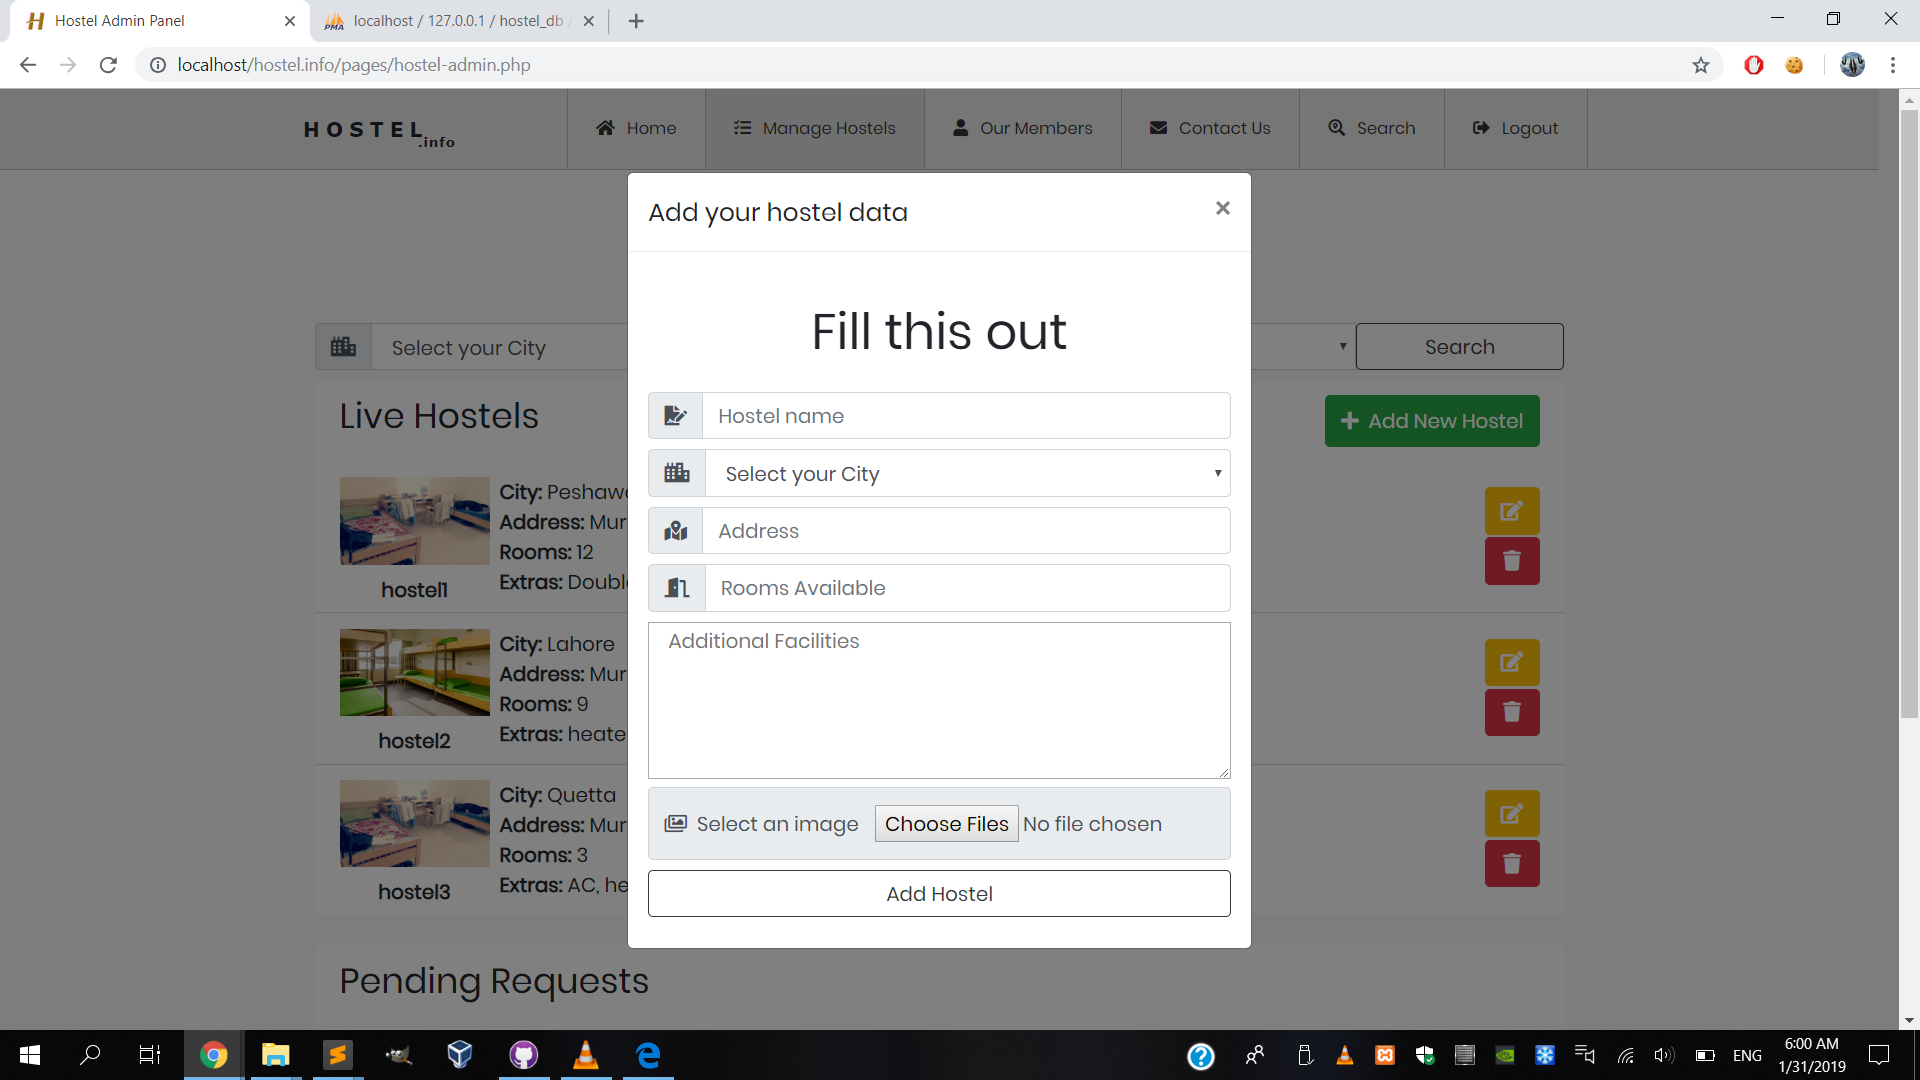 Hostel Admin Panel
localhost / 127.0.0.1 / hostel_db
localhost/hostel.info/pages/hostel-admin.php
HOSTEL
.info
Home
Manage Hostels
Our Members
Contact Us
Search
Logout
Add your hostel data
×
Fill this out
Select your City
Search
Live Hostels
Add New Hostel
Hostel name
Select your City
Address
Rooms Available
Additional Facilities
Select an image Choose Files No file chosen
Add Hostel
City: Peshaw
Address: Mur
Rooms: 12
Extras: Double
hostel1
City: Lahore
Address: Mur
Rooms: 9
Extras: heate
hostel2
City: Quetta
Address: Mur
Rooms: 3
Extras: AC, he
hostel3
Pending Requests
ENG
6:00 AM
1/31/2019